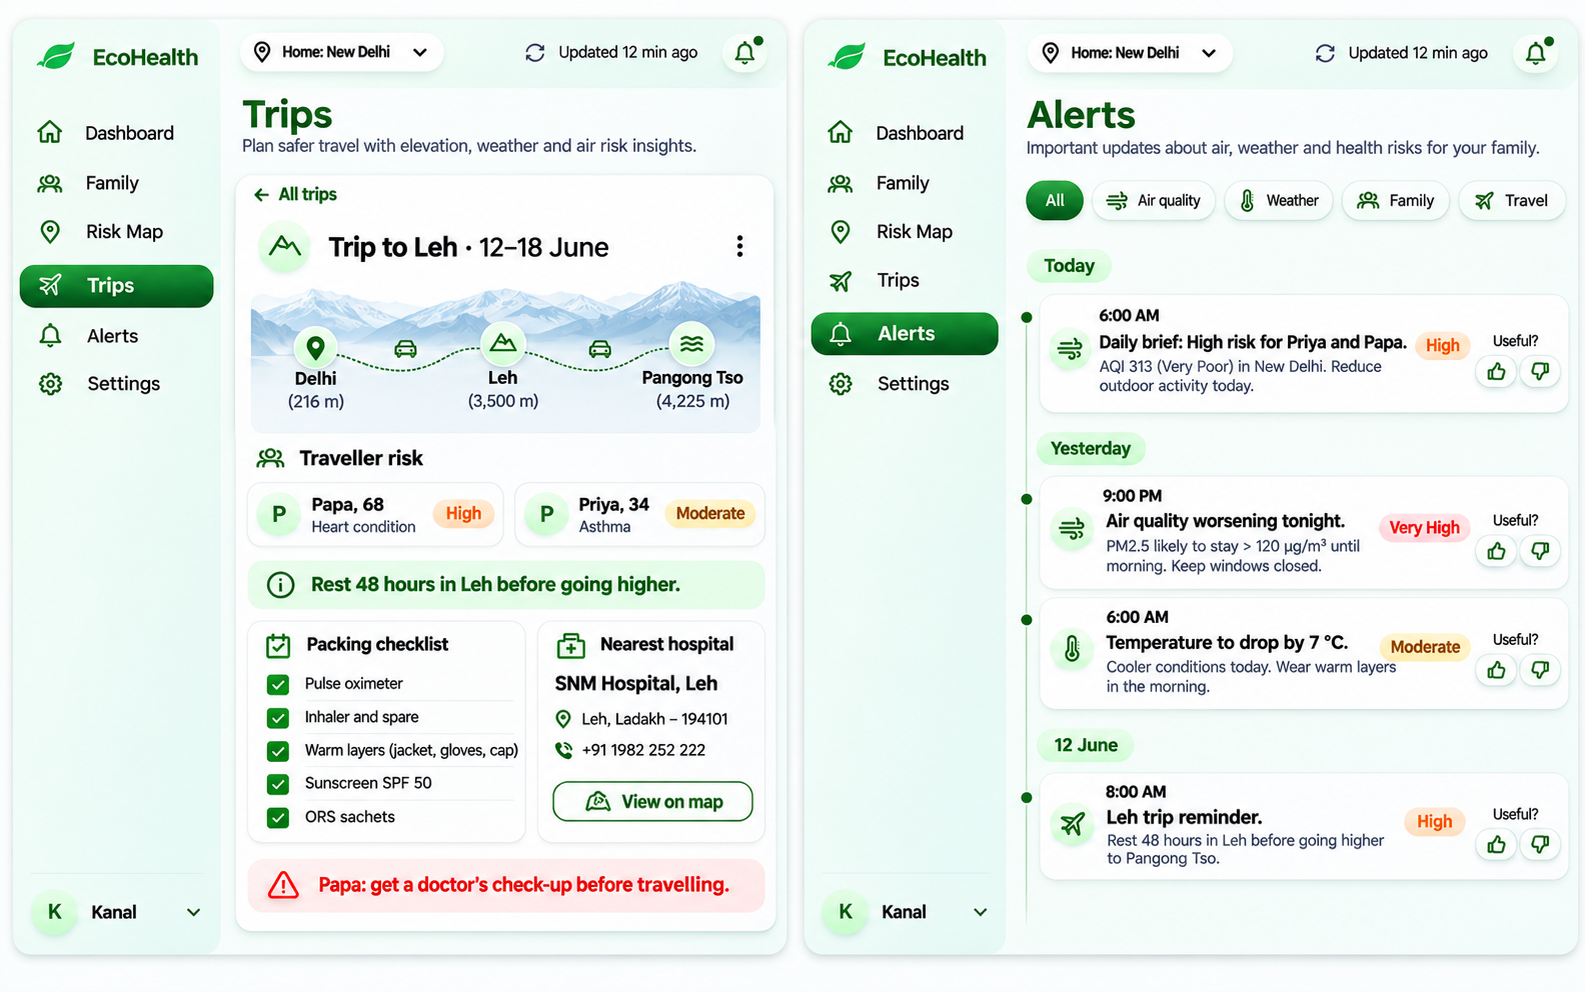 EcoHealth
Home: New Delhi
Updated 12 min ago
Dashboard
Family
Risk Map
Trips
Alerts
Settings
K
Kanal
Trips
Plan safer travel with elevation, weather and air risk insights.
← All trips
Trip to Leh · 12–18 June
Delhi
(216 m)
Leh
(3,500 m)
Pangong Tso
(4,225 m)
Traveller risk
P
Papa, 68
Heart condition
High
P
Priya, 34
Asthma
Moderate
Rest 48 hours in Leh before going higher.
Packing checklist
Pulse oximeter
Inhaler and spare
Warm layers (jacket, gloves, cap)
Sunscreen SPF 50
ORS sachets
Nearest hospital
SNM Hospital, Leh
Leh, Ladakh – 194101
+91 1982 252 222
View on map
Papa: get a doctor's check-up before travelling.
EcoHealth
Home: New Delhi
Updated 12 min ago
Dashboard
Family
Risk Map
Trips
Alerts
Settings
K
Kanal
Alerts
Important updates about air, weather and health risks for your family.
All
Air quality
Weather
Family
Travel
Today
6:00 AM
Daily brief: High risk for Priya and Papa.
AQI 313 (Very Poor) in New Delhi. Reduce
outdoor activity today.
High
Useful?
Yesterday
9:00 PM
Air quality worsening tonight.
PM2.5 likely to stay > 120 µg/m³ until
morning. Keep windows closed.
Very High
Useful?
6:00 AM
Temperature to drop by 7 °C.
Cooler conditions today. Wear warm layers
in the morning.
Moderate
Useful?
12 June
8:00 AM
Leh trip reminder.
Rest 48 hours in Leh before going higher
to Pangong Tso.
High
Useful?